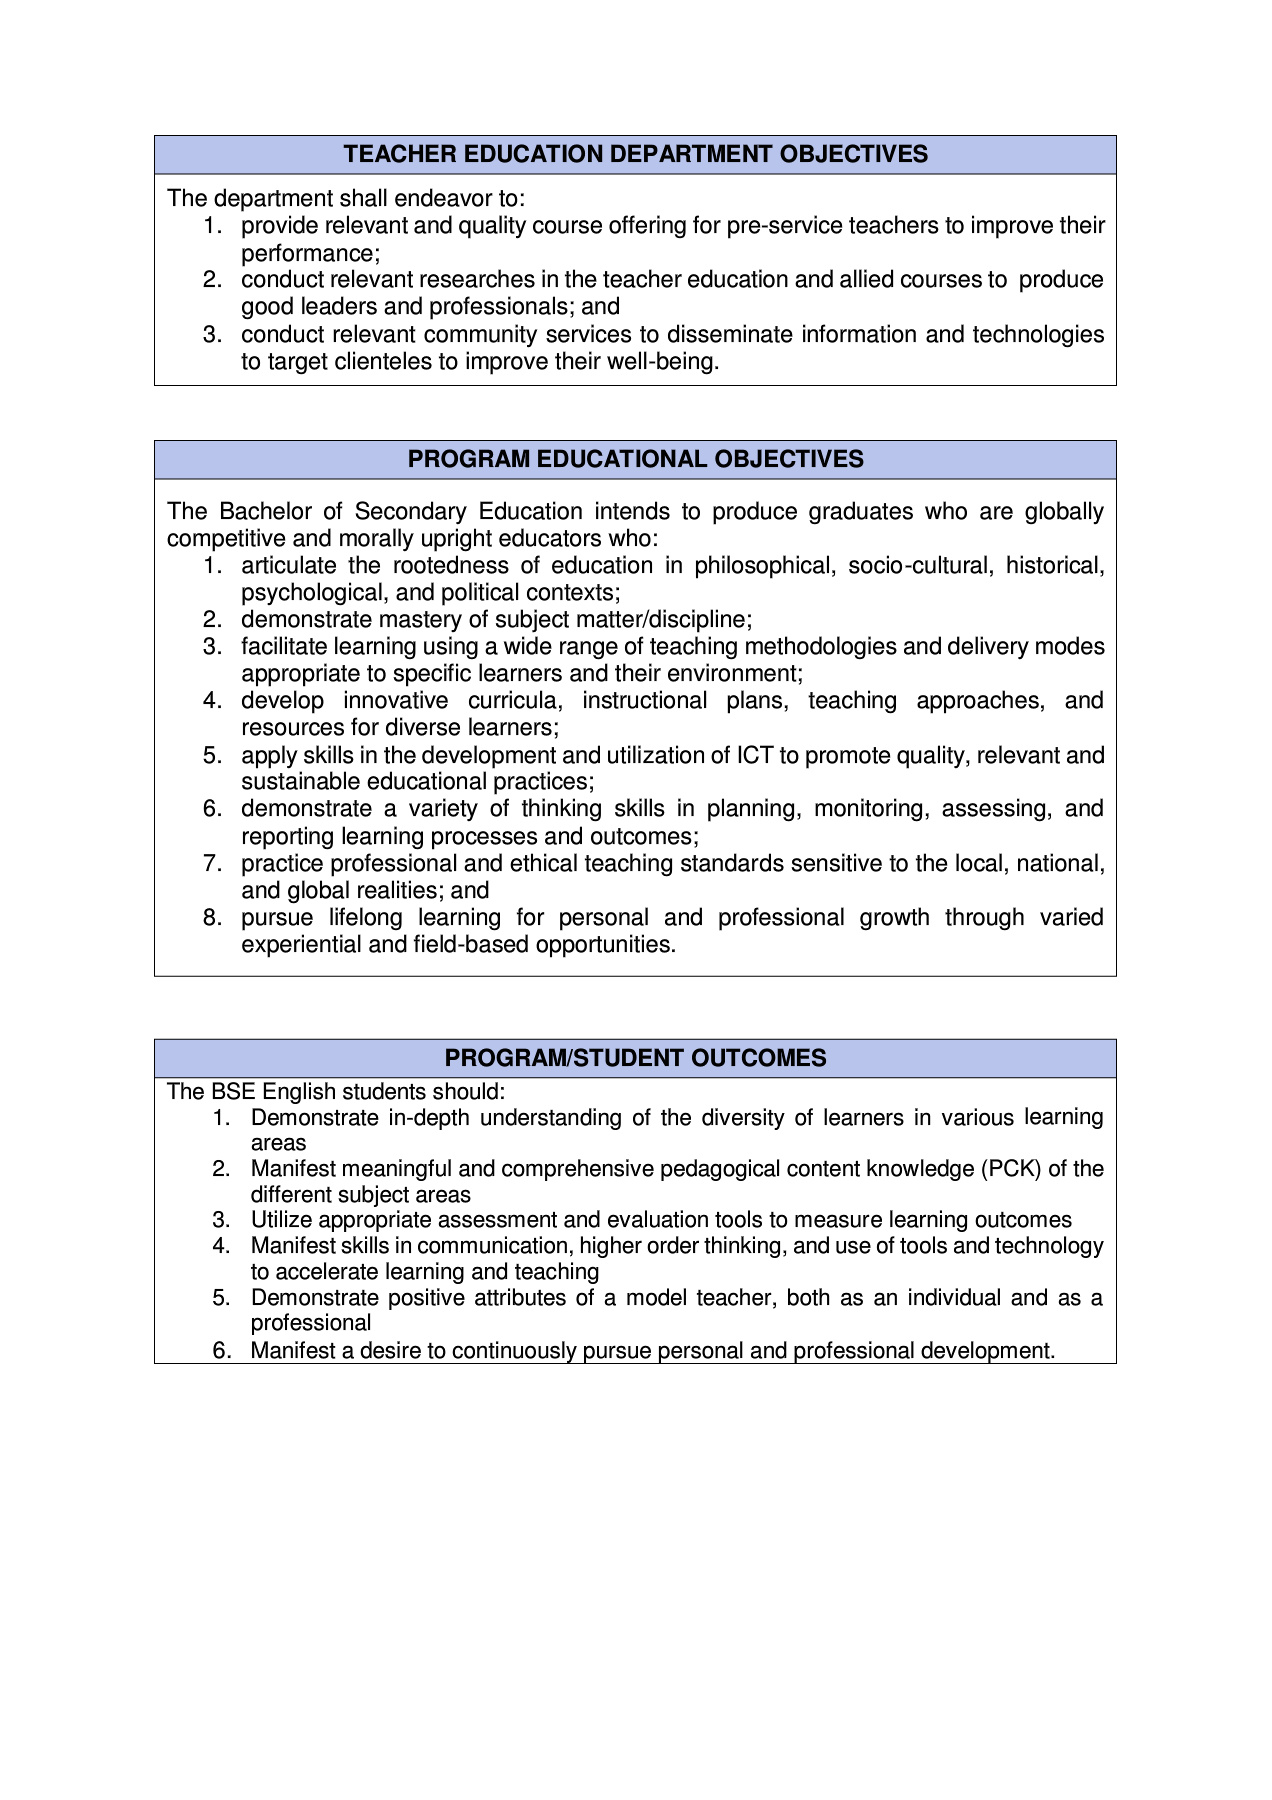 TEACHER EDUCATION DEPARTMENT OBJECTIVES
The department shall endeavor to:
1. provide relevant and quality course offering for pre-service teachers to improve their
performance;
2. conduct relevant researches in the teacher education and allied courses to produce
good leaders and professionals; and
3. conduct relevant community services to disseminate information and technologies
to target clienteles to improve their well-being.
PROGRAM EDUCATIONAL OBJECTIVES
The Bachelor of Secondary Education intends to produce graduates who are globally
competitive and morally upright educators who:
1. articulate the rootedness of education in philosophical, socio-cultural, historical,
psychological, and political contexts;
2. demonstrate mastery of subject matter/discipline;
3. facilitate learning using a wide range of teaching methodologies and delivery modes
appropriate to specific learners and their environment;
4. develop innovative curricula, instructional plans, teaching approaches, and
resources for diverse learners;
5. apply skills in the development and utilization of ICT to promote quality, relevant and
sustainable educational practices;
6. demonstrate a variety of thinking skills in planning, monitoring, assessing, and
reporting learning processes and outcomes;
7. practice professional and ethical teaching standards sensitive to the local, national,
and global realities; and
8. pursue lifelong learning for personal and professional growth through varied
experiential and field-based opportunities.
PROGRAM/STUDENT OUTCOMES
The BSE English students should:
1. Demonstrate in-depth understanding of the diversity of learners in various learning
areas
2. Manifest meaningful and comprehensive pedagogical content knowledge (PCK) of the
different subject areas
3. Utilize appropriate assessment and evaluation tools to measure learning outcomes
4. Manifest skills in communication, higher order thinking, and use of tools and technology
to accelerate learning and teaching
5. Demonstrate positive attributes of a model teacher, both as an individual and as a
professional
6. Manifest a desire to continuously pursue personal and professional development.